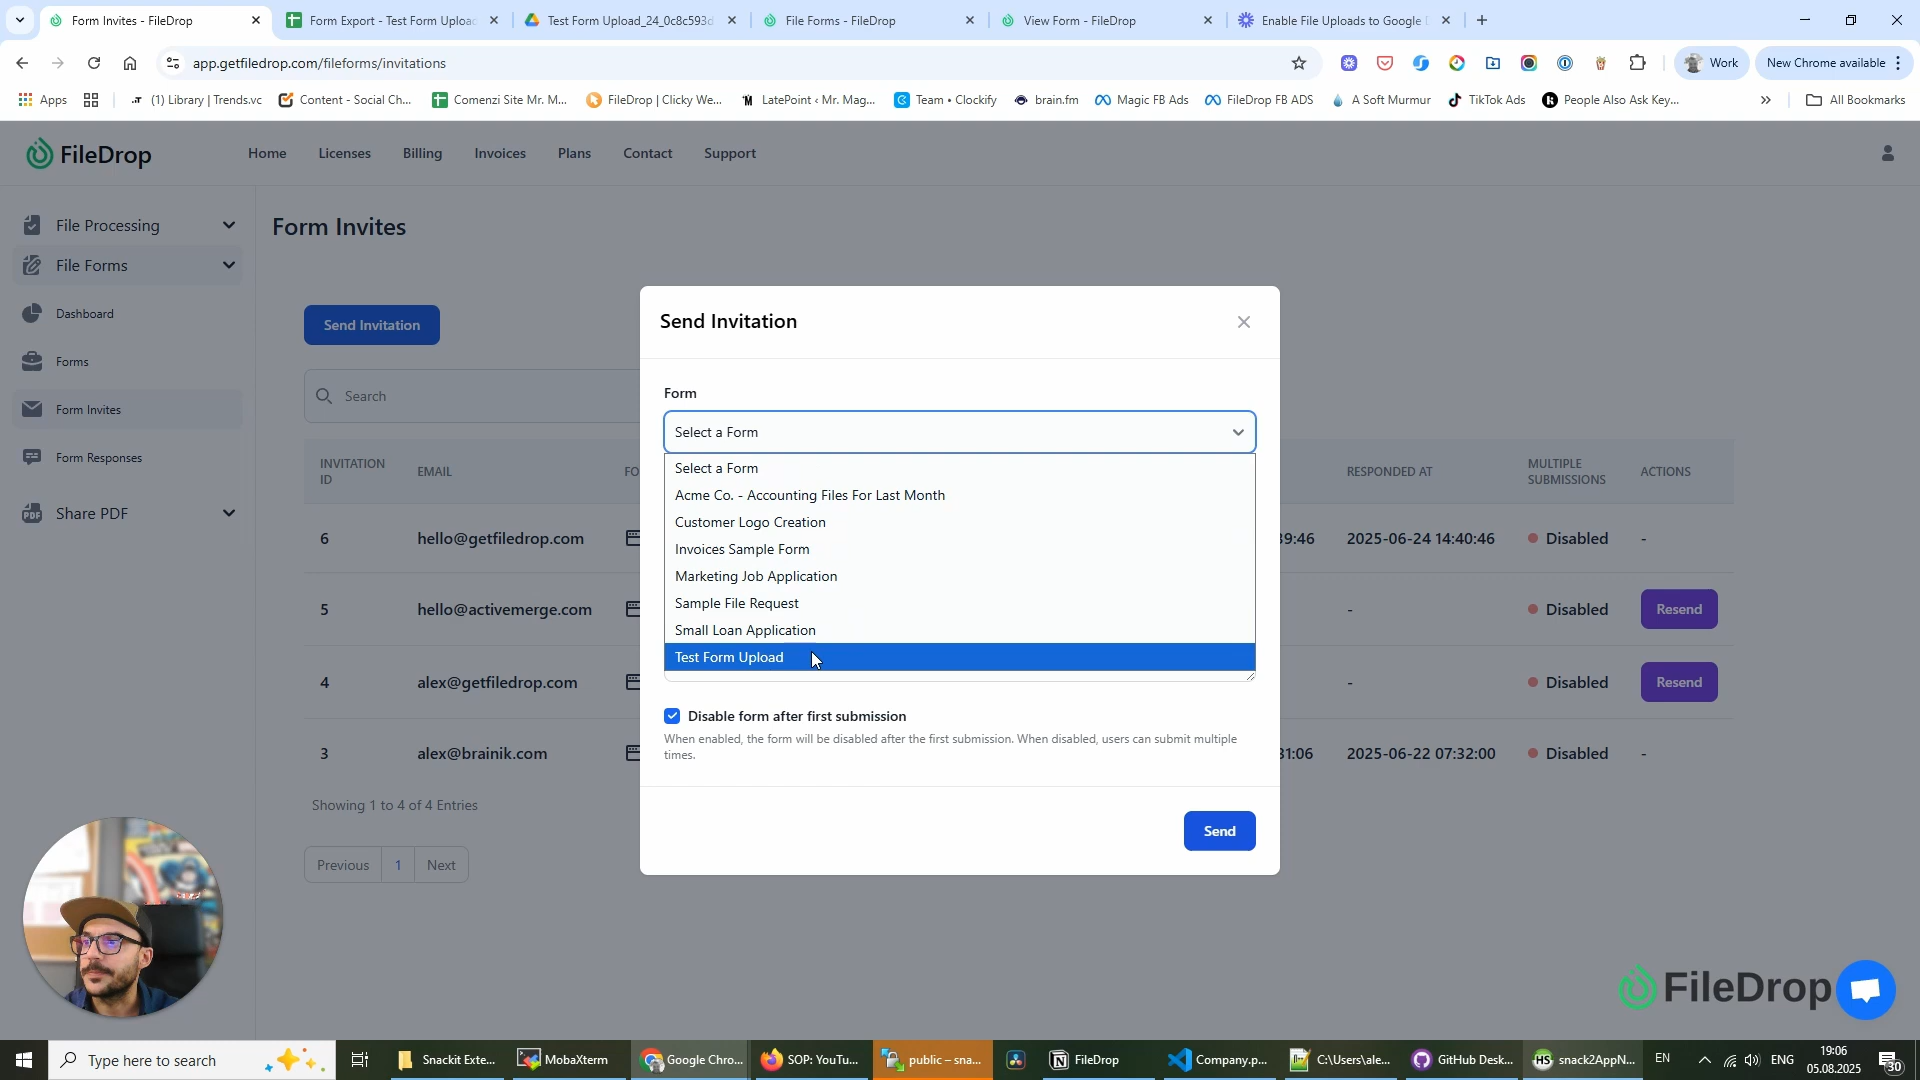 Form Invites - FileDrop
Form Export - Test Form Upload
Test Form Upload_24_0c8c593d
File Forms - FileDrop
View Form - FileDrop
Enable File Uploads to Google
app.getfiledrop.com/fileforms/invitations
Work
New Chrome available
Apps
(1) Library | Trends.vc
Content - Social Ch...
Comenzi Site Mr. M...
FileDrop | Clicky We...
LatePoint ‹ Mr. Mag...
Team • Clockify
brain.fm
Magic FB Ads
FileDrop FB ADS
A Soft Murmur
TikTok Ads
People Also Ask Key...
All Bookmarks
FileDrop
Home
Licenses
Billing
Invoices
Plans
Contact
Support
File Processing
File Forms
Dashboard
Forms
Form Invites
Form Responses
Share PDF
Form Invites
Send Invitation
Search
INVITATION ID
EMAIL
FO
RESPONDED AT
MULTIPLE SUBMISSIONS
ACTIONS
6
hello@getfiledrop.com
39:46
2025-06-24 14:40:46
Disabled
-
5
hello@activemerge.com
-
Disabled
Resend
4
alex@getfiledrop.com
-
Disabled
Resend
3
alex@brainik.com
31:06
2025-06-22 07:32:00
Disabled
-
Showing 1 to 4 of 4 Entries
Previous
1
Next
Send Invitation
Form
Select a Form
Select a Form
Acme Co. - Accounting Files For Last Month
Customer Logo Creation
Invoices Sample Form
Marketing Job Application
Sample File Request
Small Loan Application
Test Form Upload
Disable form after first submission
When enabled, the form will be disabled after the first submission. When disabled, users can submit multiple
times.
Send
FileDrop
Type here to search
Snackit Exte...
MobaXterm
Google Chro...
SOP: YouTu...
public – sna...
FileDrop
Company.p...
C:\Users\ale...
GitHub Desk...
snack2AppN...
EN
ENG
19:06
05.08.2025
30